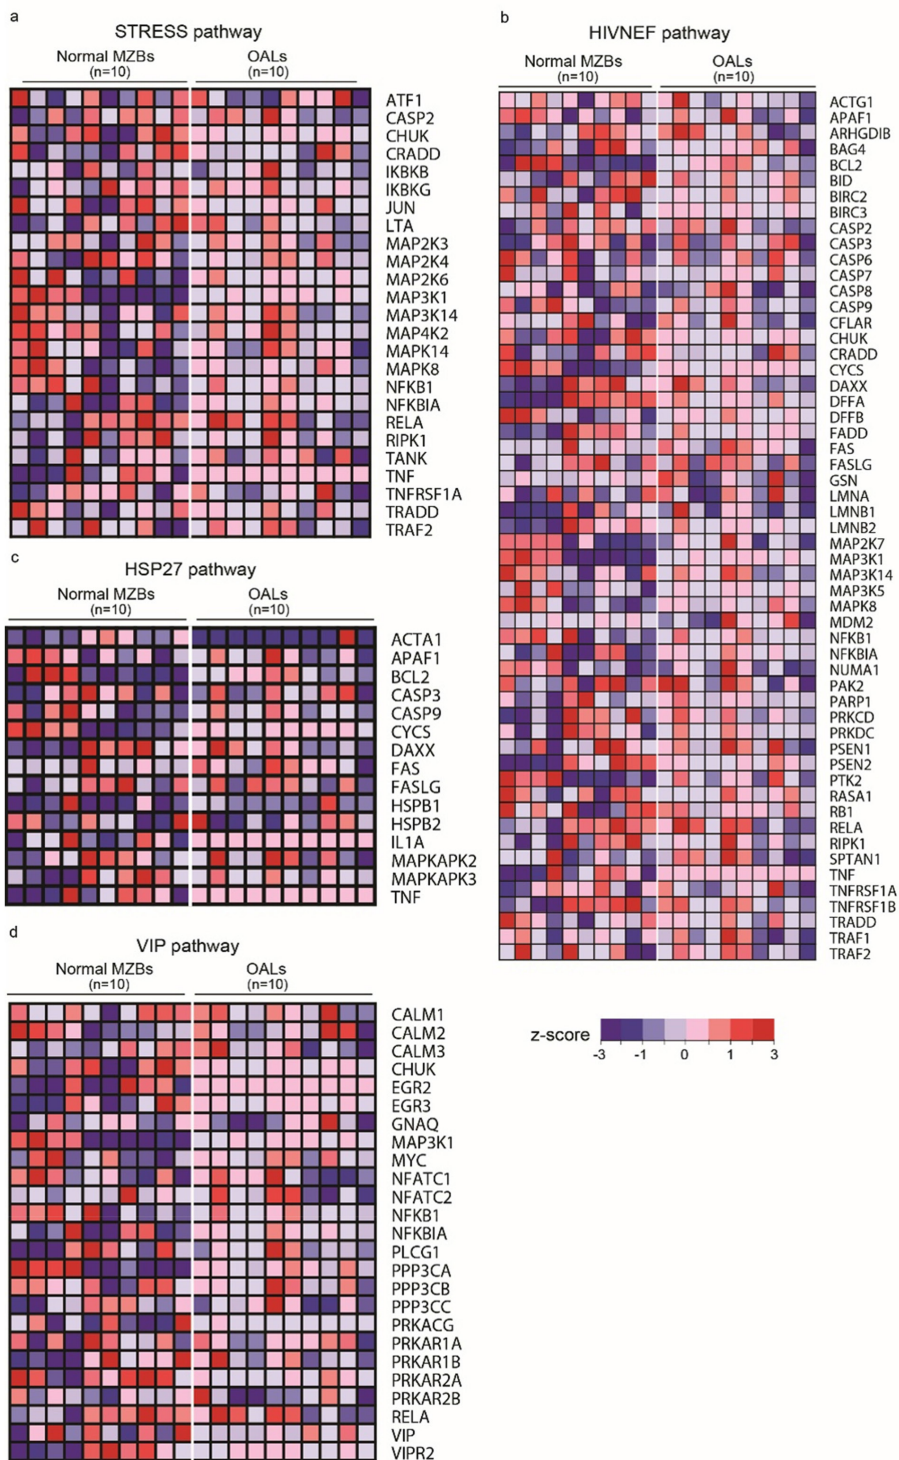 a
STRESS pathway
Normal MZBs
(n=10)
OALs
(n=10)
ATF1
CASP2
CHUK
CRADD
IKBKB
IKBKG
JUN
LTA
MAP2K3
MAP2K4
MAP2K6
MAP3K1
MAP3K14
MAP4K2
MAPK14
MAPK8
NFKB1
NFKBIA
RELA
RIPK1
TANK
TNF
TNFRSF1A
TRADD
TRAF2
b
HIVNEF pathway
Normal MZBs
(n=10)
OALs
(n=10)
ACTG1
APAF1
ARHGDIB
BAG4
BCL2
BID
BIRC2
BIRC3
CASP2
CASP3
CASP6
CASP7
CASP8
CASP9
CFLAR
CHUK
CRADD
CYCS
DAXX
DFFA
DFFB
FADD
FAS
FASLG
GSN
LMNA
LMNB1
LMNB2
MAP2K7
MAP3K1
MAP3K14
MAP3K5
MAPK8
MDM2
NFKB1
NFKBIA
NUMA1
PAK2
PARP1
PRKCD
PRKDC
PSEN1
PSEN2
PTK2
RASA1
RB1
RELA
RIPK1
SPTAN1
TNF
TNFRSF1A
TNFRSF1B
TRADD
TRAF1
TRAF2
c
HSP27 pathway
Normal MZBs
(n=10)
OALs
(n=10)
ACTA1
APAF1
BCL2
CASP3
CASP9
CYCS
DAXX
FAS
FASLG
HSPB1
HSPB2
IL1A
MAPKAPK2
MAPKAPK3
TNF
d
VIP pathway
Normal MZBs
(n=10)
OALs
(n=10)
CALM1
CALM2
CALM3
CHUK
EGR2
EGR3
GNAQ
MAP3K1
MYC
NFATC1
NFATC2
NFKB1
NFKBIA
PLCG1
PPP3CA
PPP3CB
PPP3CC
PRKACG
PRKAR1A
PRKAR1B
PRKAR2A
PRKAR2B
RELA
VIP
VIPR2
z-score
-3 -1 0 1 3